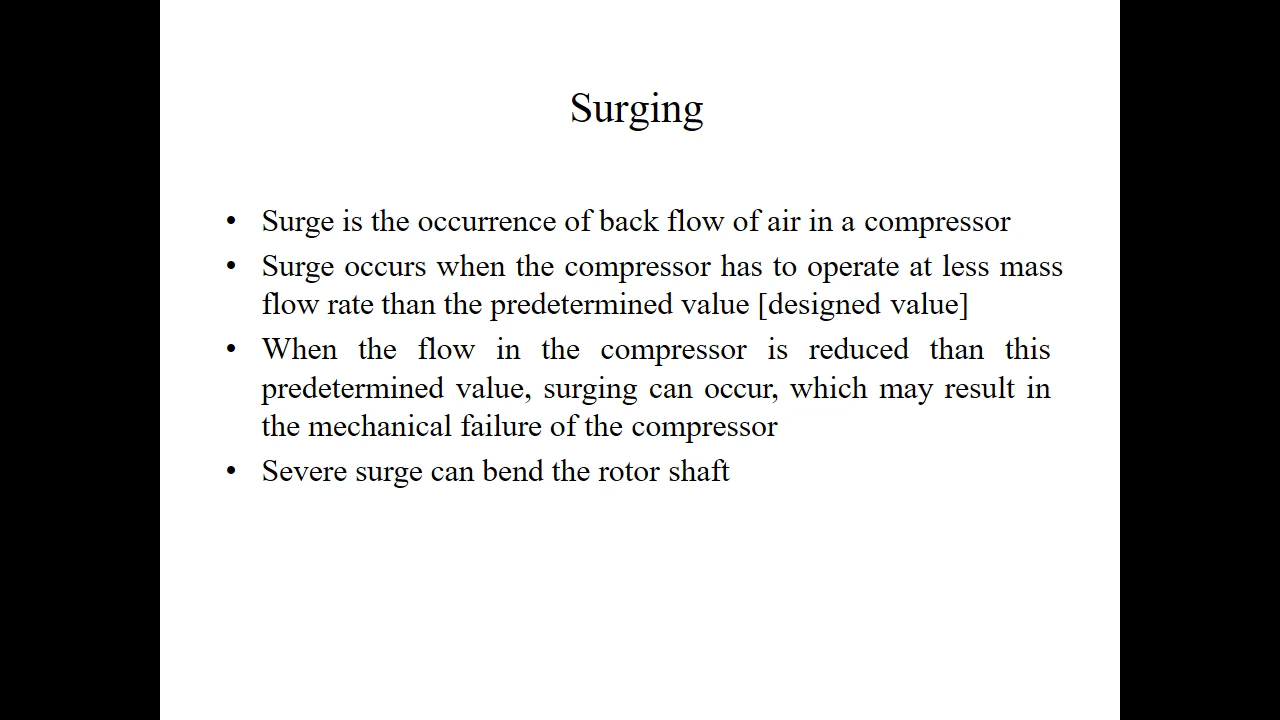 Surging
• Surge is the occurrence of back flow of air in a compressor
• Surge occurs when the compressor has to operate at less mass
flow rate than the predetermined value [designed value]
• When the flow in the compressor is reduced than this
predetermined value, surging can occur, which may result in
the mechanical failure of the compressor
• Severe surge can bend the rotor shaft